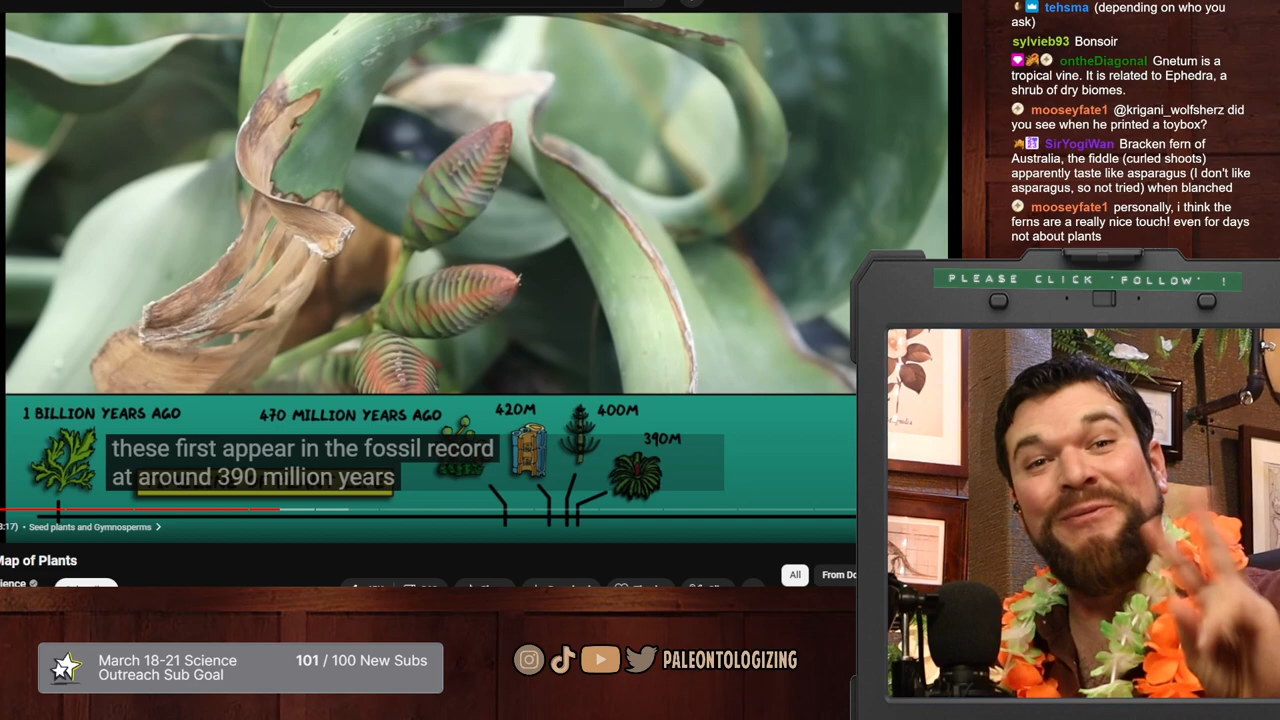 tehsma (depending on who you
ask)
sylvieb93 Bonsoir
ontheDiagonal Gnetum is a
tropical vine. It is related to Ephedra, a
shrub of dry biomes.
mooseyfate1 @krigani_wolfsherz did
you see when he printed a toybox?
SirYogiWan Bracken fern of
Australia, the fiddle (curled shoots)
apparently taste like asparagus (I don't like
asparagus, so not tried) when blanched
mooseyfate1 personally, i think the
ferns are a really nice touch! even for days
not about plants
PLEASE CLICK "FOLLOW" !
1 BILLION YEARS AGO
470 MILLION YEARS AGO
420M
400M
390M
these first appear in the fossil record
at around 390 million years
8:17) • Seed plants and Gymnosperms >
Map of Plants
ience
All
From Do
March 18-21 Science
Outreach Sub Goal
101 / 100 New Subs
PALEONTOLOGIZING